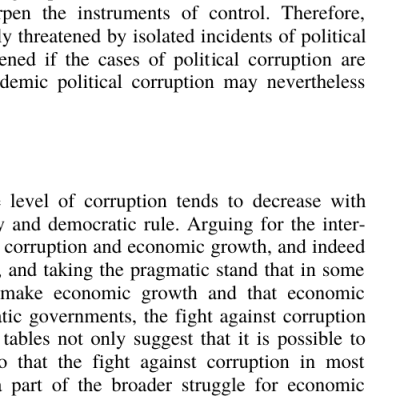 rpen the instruments of control. Therefore,
y threatened by isolated incidents of political
ened if the cases of political corruption are
demic political corruption may nevertheless
level of corruption tends to decrease with
y and democratic rule. Arguing for the inter-
corruption and economic growth, and indeed
, and taking the pragmatic stand that in some
make economic growth and that economic
tic governments, the fight against corruption
tables not only suggest that it is possible to
o that the fight against corruption in most
part of the broader struggle for economic